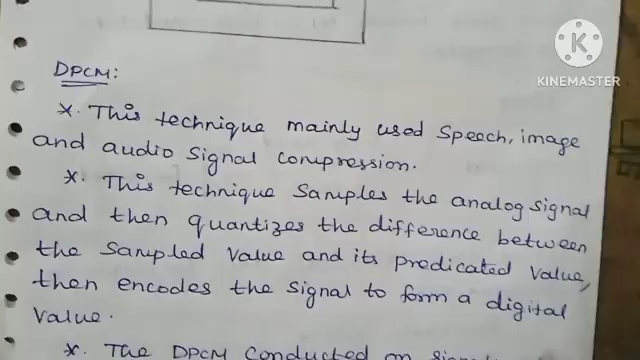 KINEMASTER
DPCM:
*. This technique mainly used speech, image
and audio signal compression.
*. This technique samples the analog signal
and then quantizes the difference between
the sampled value and its predicated value,
then encodes the signal to form a digital
value.
*. The DPCM conducted on